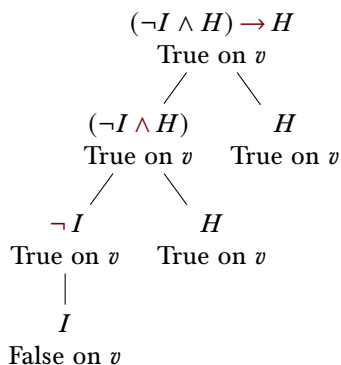 (¬I ∧ H) → H
True on v
(¬I ∧ H) H
True on v True on v
¬I H
True on v True on v
I
False on v